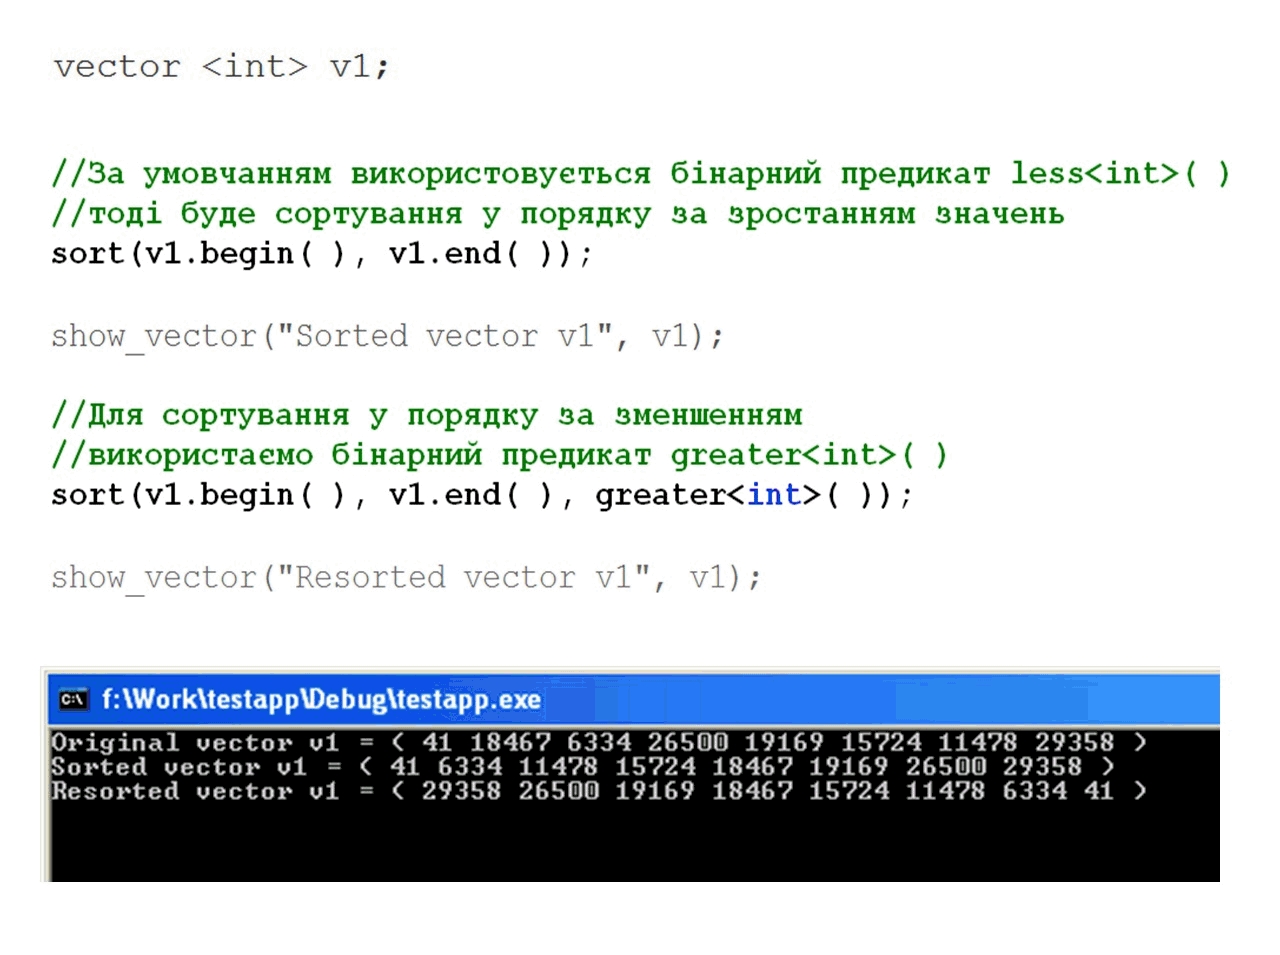 vector <int> v1;
//За умовчанням використовується бінарний предикат less<int>( )
//тоді буде сортування у порядку за зростанням значень
sort(v1.begin( ), v1.end( ));
show_vector("Sorted vector v1", v1);
//Для сортування у порядку за зменшенням
//використаємо бінарний предикат greater<int>( )
sort(v1.begin( ), v1.end( ), greater<int>( ));
show_vector("Resorted vector v1", v1);
C:\ f:\Work\testapp\Debug\testapp.exe
Original vector v1 = ( 41 18467 6334 26500 19169 15724 11478 29358 )
Sorted vector v1 = ( 41 6334 11478 15724 18467 19169 26500 29358 )
Resorted vector v1 = ( 29358 26500 19169 18467 15724 11478 6334 41 )